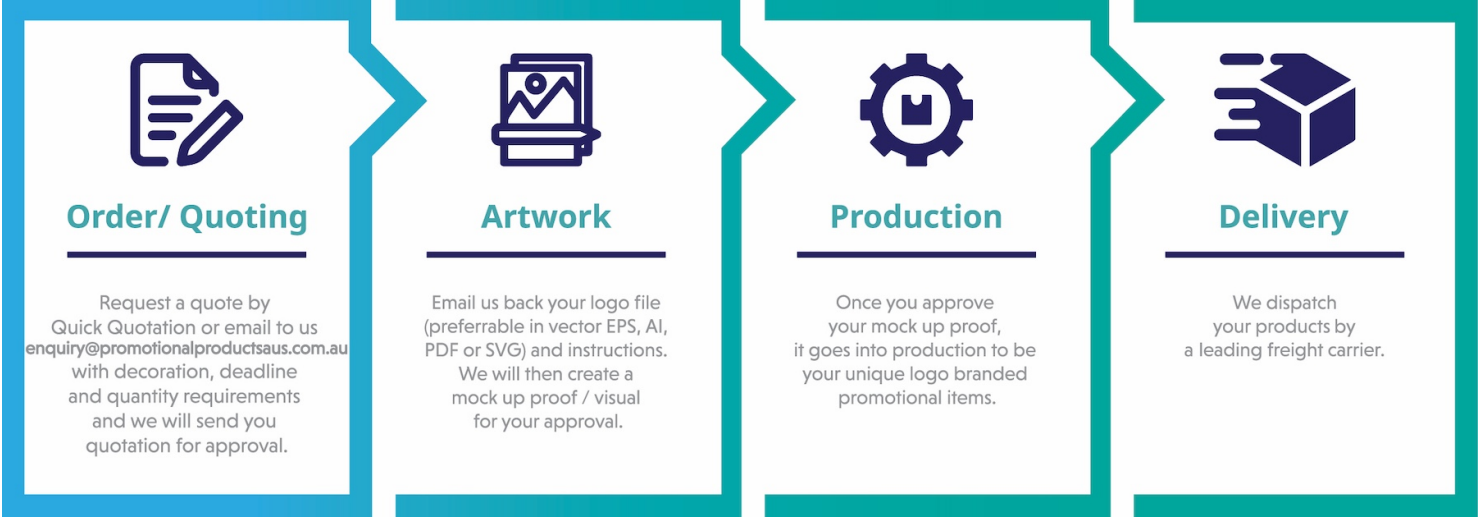 Order/ Quoting
Request a quote by
Quick Quotation or email to us
enquiry@promotionalproductsaus.com.au
with decoration, deadline
and quantity requirements
and we will send you
quotation for approval.
Artwork
Email us back your logo file
(preferrable in vector EPS, AI,
PDF or SVG) and instructions.
We will then create a
mock up proof / visual
for your approval.
Production
Once you approve
your mock up proof,
it goes into production to be
your unique logo branded
promotional items.
Delivery
We dispatch
your products by
a leading freight carrier.